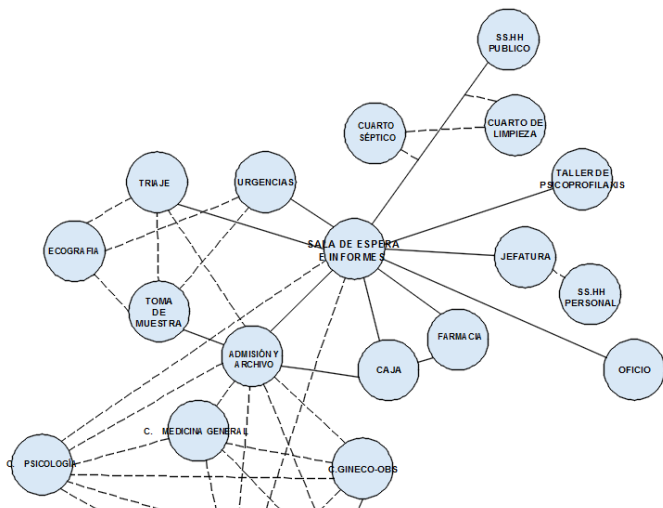 SS.HH
PUBLICO
CUARTO
SÉPTICO
CUARTO DE
LIMPIEZA
TRIAJE
URGENCIAS
TALLER DE
PSICOPROFILAXIS
ECOGRAFIA
SALA DE ESPERA
E INFORMES
JEFATURA
SS.HH
PERSONAL
TOMA
DE
MUESTRA
ADMISIÓN Y
ARCHIVO
CAJA
FARMACIA
OFICIO
C. MEDICINA GENERAL
C. PSICOLOGÍA
C.GINECO-OBS